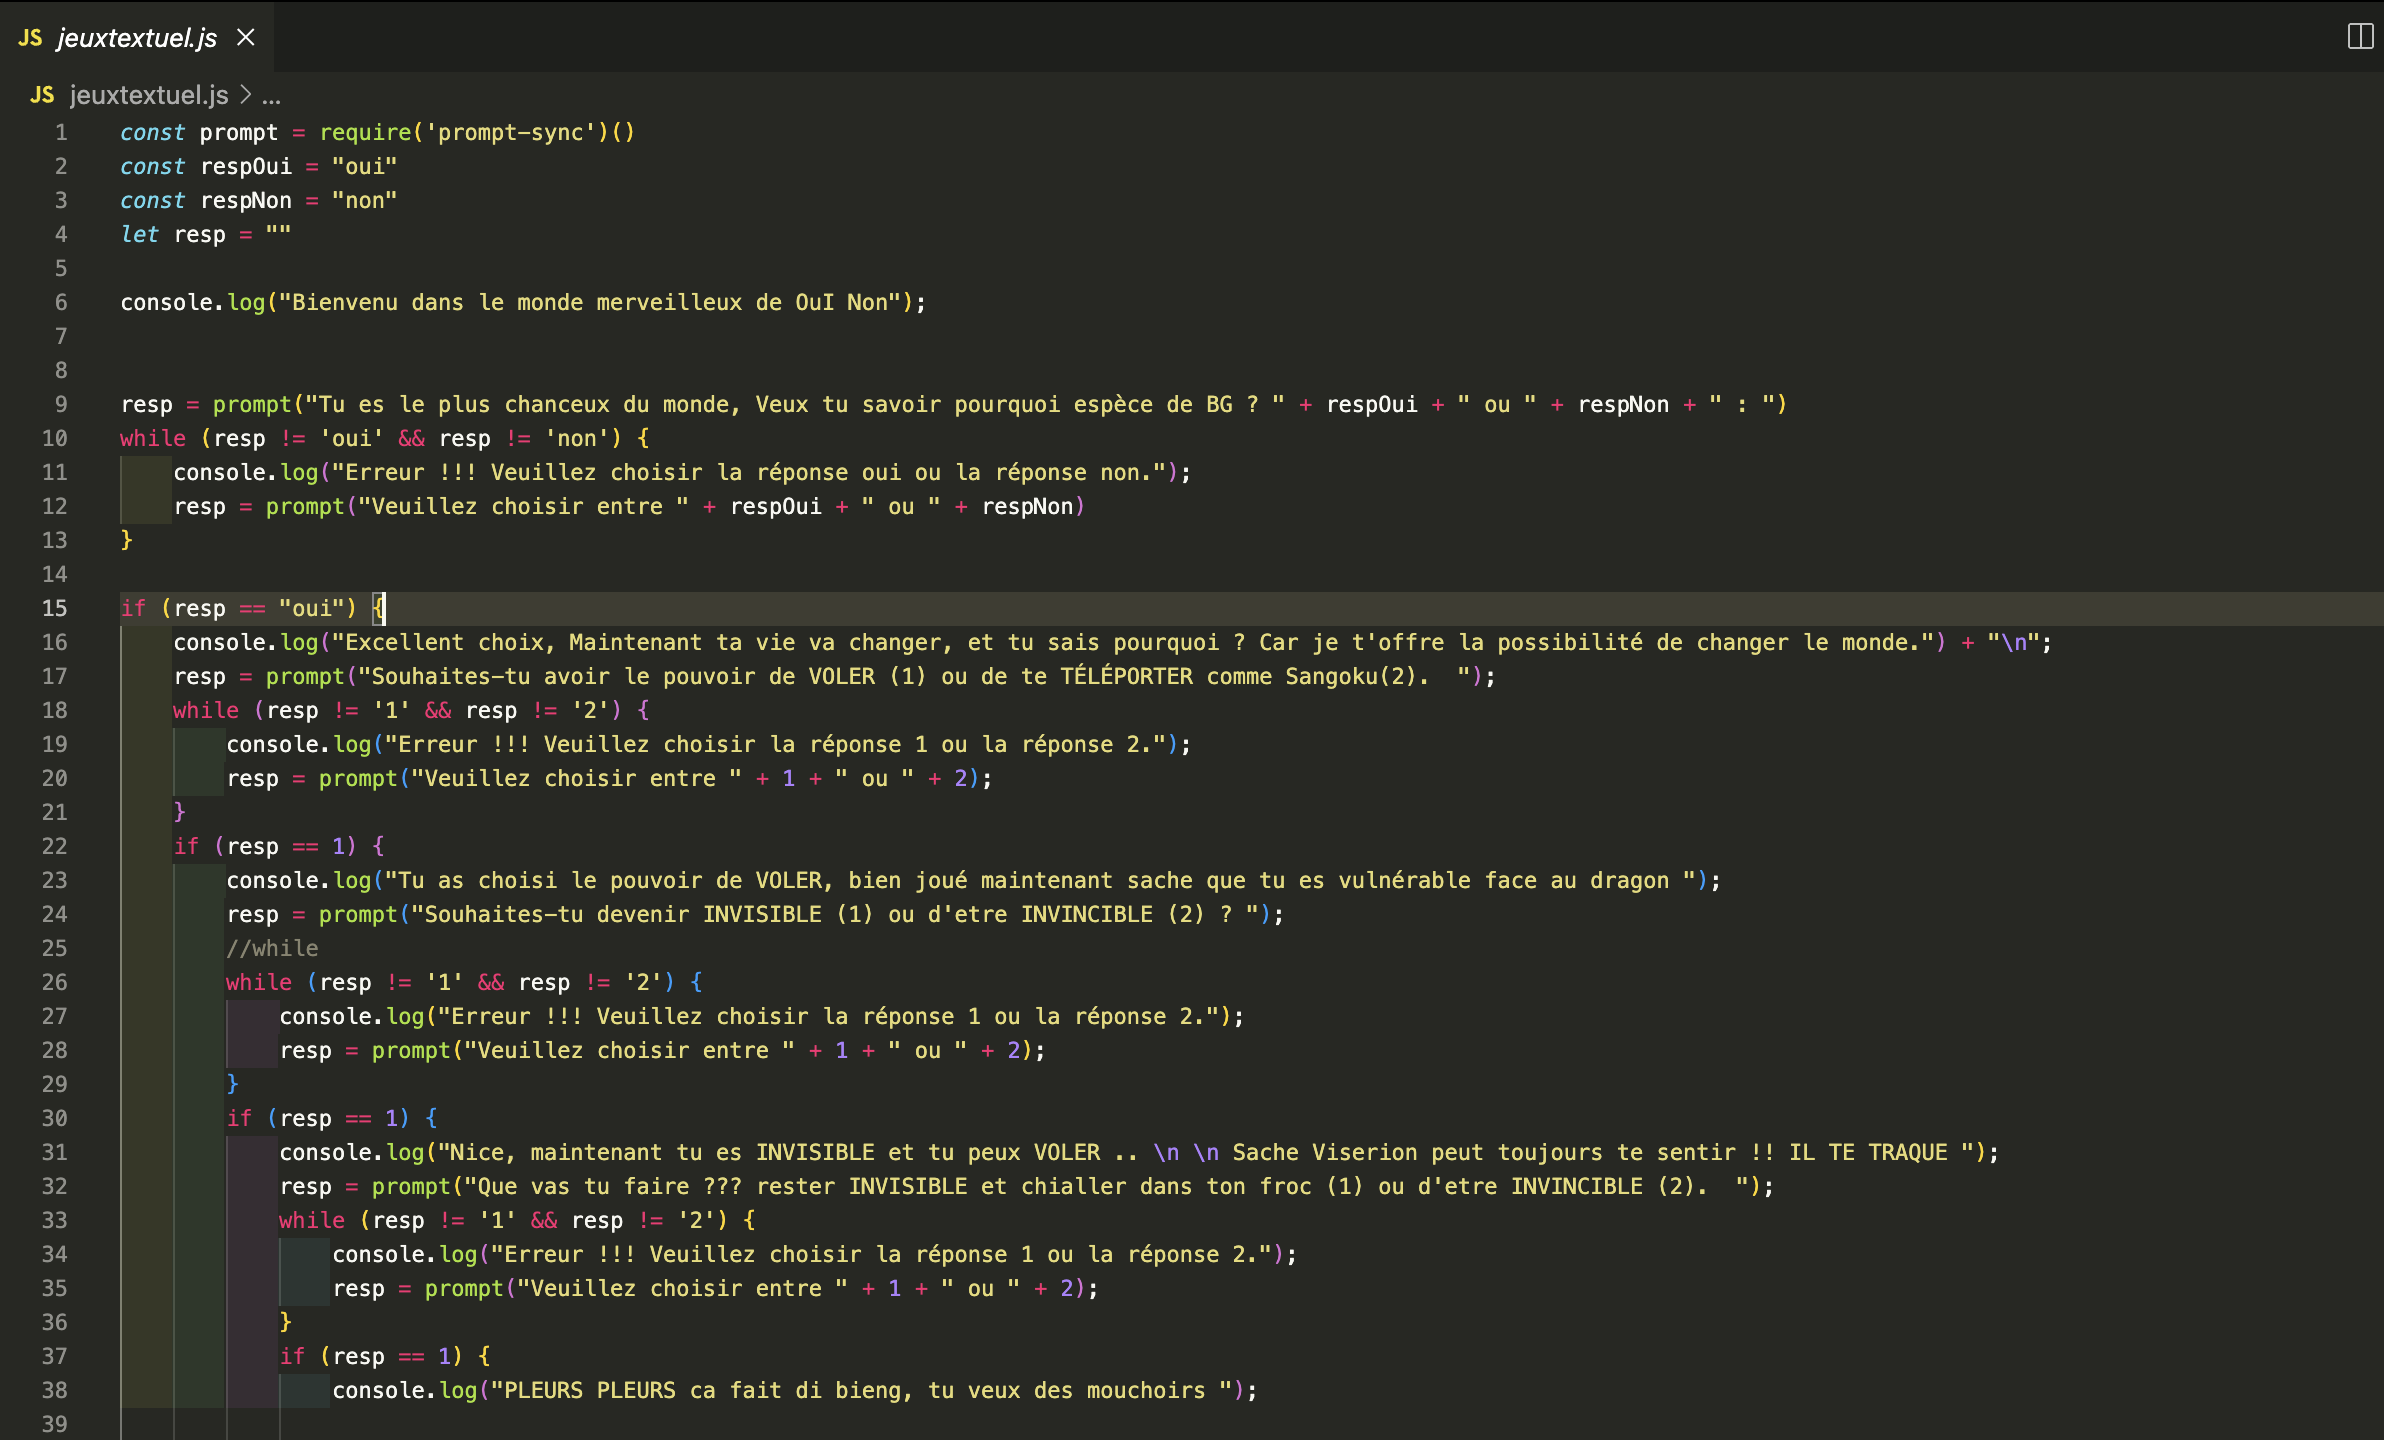 JS jeuxtextuel.js
JS jeuxtextuel.js > ...
1 const prompt = require('prompt-sync')()
2 const respOui = "oui"
3 const respNon = "non"
4 let resp = ""
5
6 console.log("Bienvenu dans le monde merveilleux de OuI Non");
7
8
9 resp = prompt("Tu es le plus chanceux du monde, Veux tu savoir pourquoi espèce de BG ? " + respOui + " ou " + respNon + " : ")
10 while (resp != 'oui' && resp != 'non') {
11     console.log("Erreur !!! Veuillez choisir la réponse oui ou la réponse non.");
12     resp = prompt("Veuillez choisir entre " + respOui + " ou " + respNon)
13 }
14
15 if (resp == "oui") {
16     console.log("Excellent choix, Maintenant ta vie va changer, et tu sais pourquoi ? Car je t'offre la possibilité de changer le monde.") + "\n";
17     resp = prompt("Souhaites-tu avoir le pouvoir de VOLER (1) ou de te TÉLÉPORTER comme Sangoku(2).  ");
18     while (resp != '1' && resp != '2') {
19         console.log("Erreur !!! Veuillez choisir la réponse 1 ou la réponse 2.");
20         resp = prompt("Veuillez choisir entre " + 1 + " ou " + 2);
21     }
22     if (resp == 1) {
23         console.log("Tu as choisi le pouvoir de VOLER, bien joué maintenant sache que tu es vulnérable face au dragon ");
24         resp = prompt("Souhaites-tu devenir INVISIBLE (1) ou d'etre INVINCIBLE (2) ? ");
25         //while
26         while (resp != '1' && resp != '2') {
27             console.log("Erreur !!! Veuillez choisir la réponse 1 ou la réponse 2.");
28             resp = prompt("Veuillez choisir entre " + 1 + " ou " + 2);
29         }
30         if (resp == 1) {
31             console.log("Nice, maintenant tu es INVISIBLE et tu peux VOLER .. \n \n Sache Viserion peut toujours te sentir !! IL TE TRAQUE ");
32             resp = prompt("Que vas tu faire ??? rester INVISIBLE et chialler dans ton froc (1) ou d'etre INVINCIBLE (2).  ");
33             while (resp != '1' && resp != '2') {
34                 console.log("Erreur !!! Veuillez choisir la réponse 1 ou la réponse 2.");
35                 resp = prompt("Veuillez choisir entre " + 1 + " ou " + 2);
36             }
37             if (resp == 1) {
38                 console.log("PLEURS PLEURS ca fait di bieng, tu veux des mouchoirs ");
39